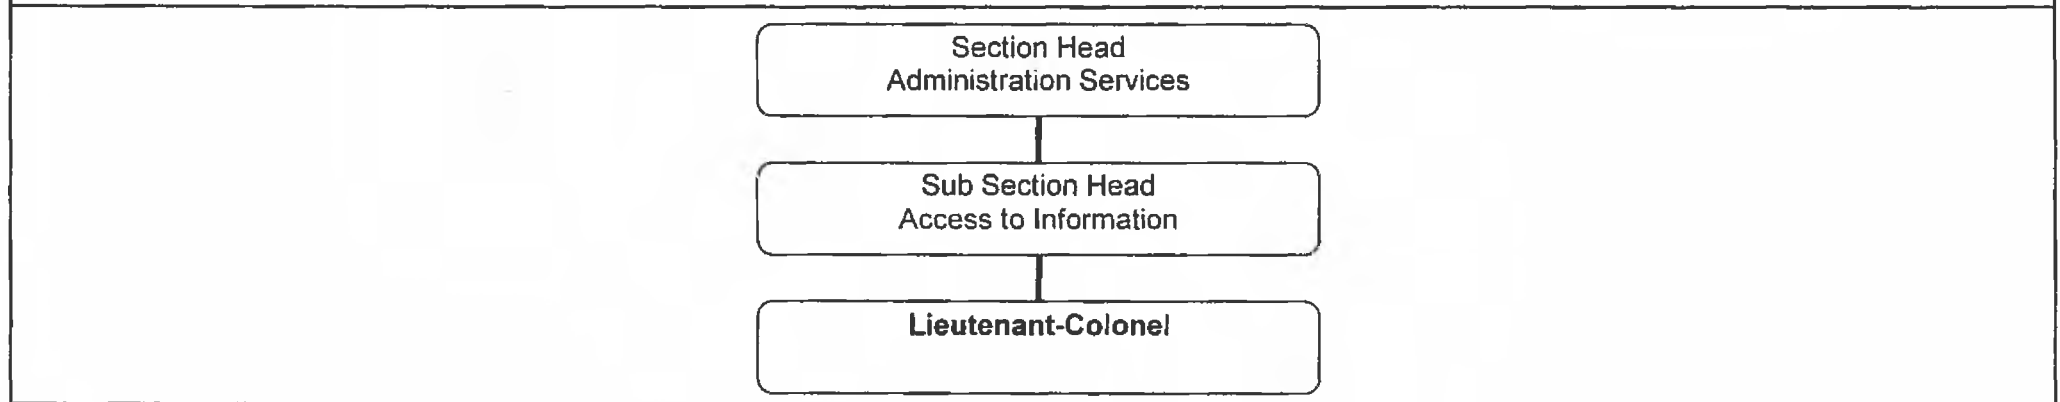 Section Head
Administration Services
Sub Section Head
Access to Information
Lieutenant-Colonel